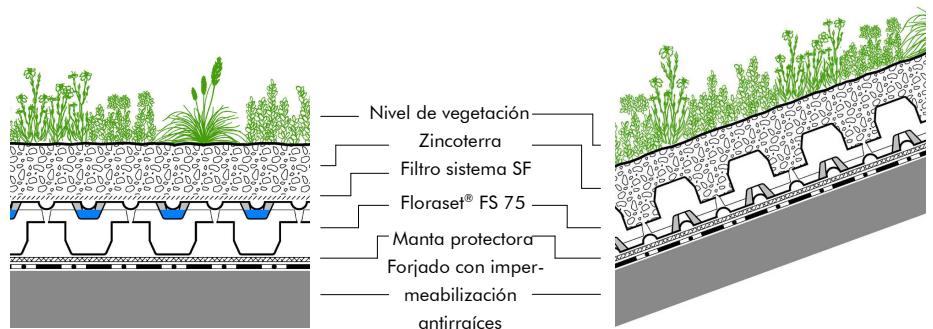 Nivel de vegetación
Zincoterra
Filtro sistema SF
Floraset® FS 75
Manta protectora
Forjado con imper-
meabilización
antirraíces